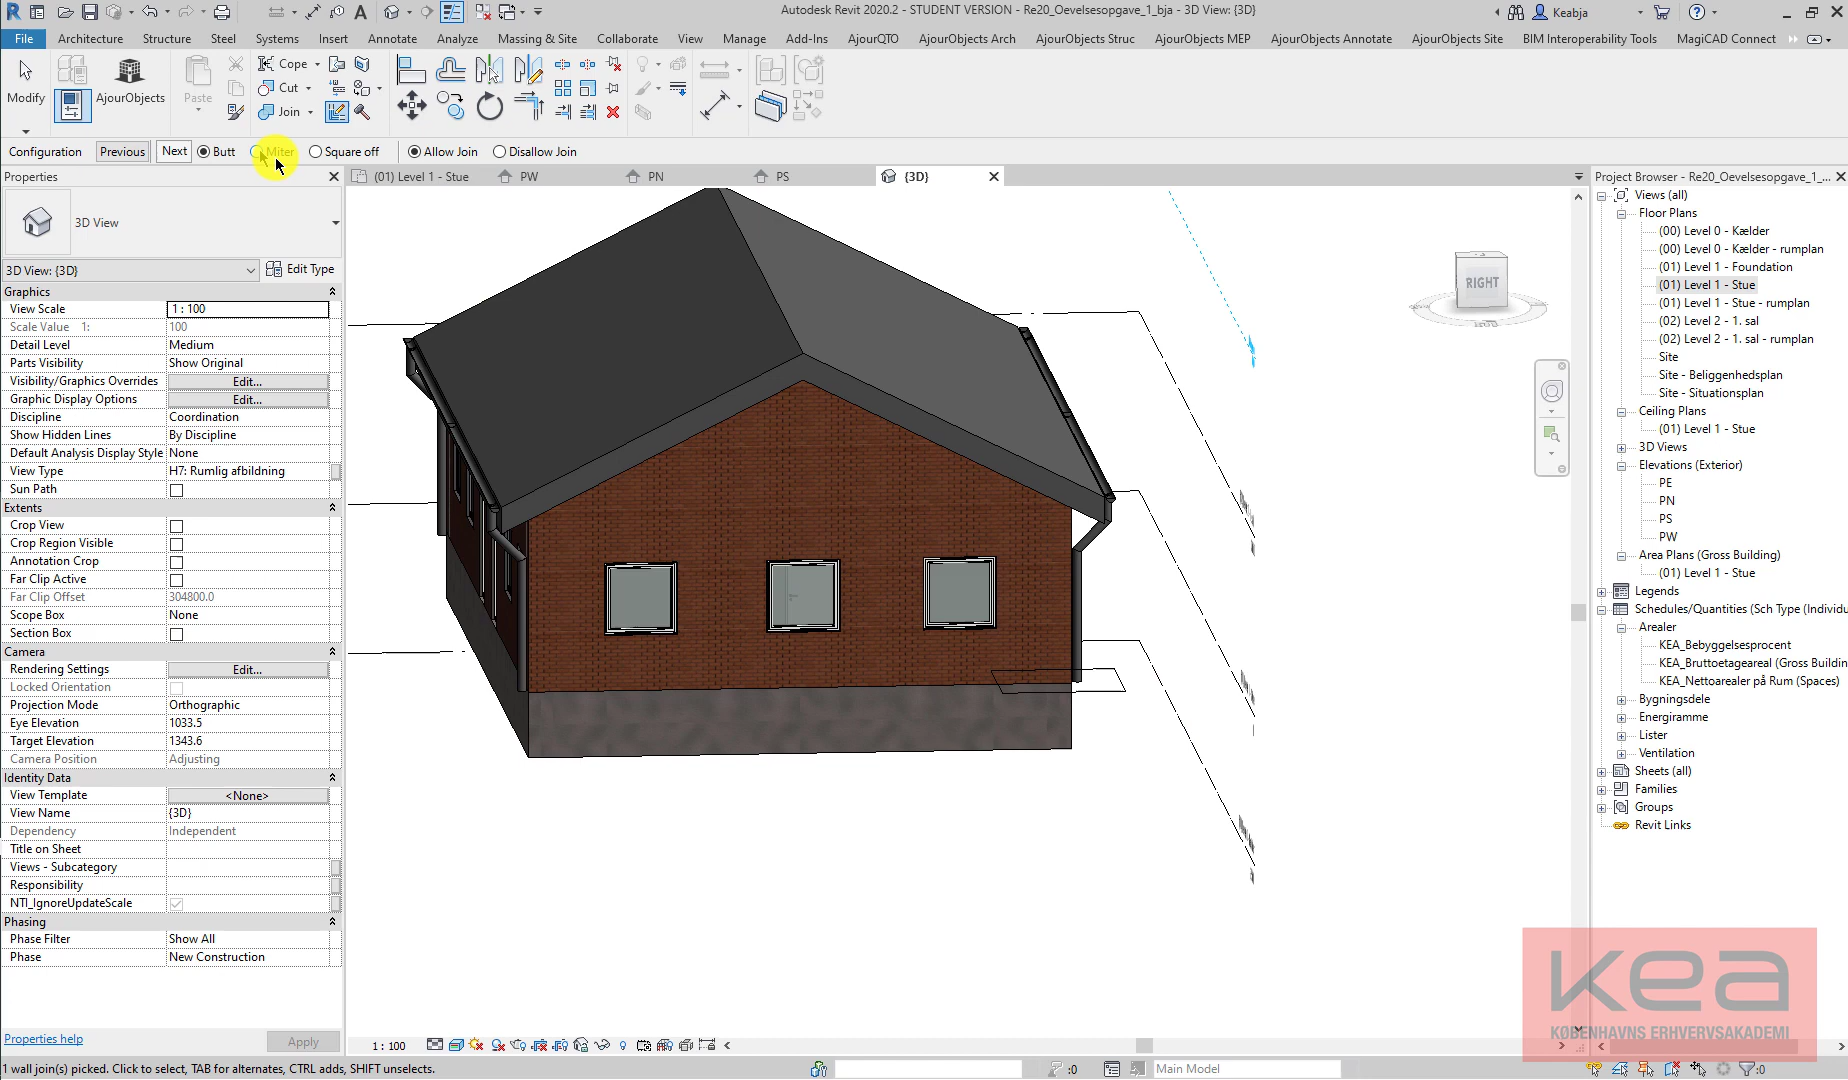 Autodesk Revit 2020.2 - STUDENT VERSION - Re20_Oevelsesopgave_1_bja - 3D View: {3D}
Keabja
File Architecture Structure Steel Systems Insert Annotate Analyze Massing & Site Collaborate View Manage Add-Ins AjourQTO AjourObjects Arch AjourObjects Struc AjourObjects MEP AjourObjects Annotate AjourObjects Site BIM Interoperability Tools MagiCAD Connect
Modify
AjourObjects
Paste
Cope
Cut
Join
Configuration Previous Next Butt Miter Square off Allow Join Disallow Join
Properties
(01) Level 1 - Stue PW PN PS {3D}
3D View
3D View: {3D} Edit Type
Graphics
View Scale 1 : 100
Scale Value 1: 100
Detail Level Medium
Parts Visibility Show Original
Visibility/Graphics Overrides Edit...
Graphic Display Options Edit...
Discipline Coordination
Show Hidden Lines By Discipline
Default Analysis Display Style None
View Type H7: Rumlig afbildning
Sun Path
Extents
Crop View
Crop Region Visible
Annotation Crop
Far Clip Active
Far Clip Offset 304800.0
Scope Box None
Section Box
Camera
Rendering Settings Edit...
Locked Orientation
Projection Mode Orthographic
Eye Elevation 1033.5
Target Elevation 1343.6
Camera Position Adjusting
Identity Data
View Template <None>
View Name {3D}
Dependency Independent
Title on Sheet
Views - Subcategory
Responsibility
NTI_IgnoreUpdateScale
Phasing
Phase Filter Show All
Phase New Construction
Properties help Apply
RIGHT
Project Browser - Re20_Oevelsesopgave_1_...
Views (all)
Floor Plans
(00) Level 0 - Kælder
(00) Level 0 - Kælder - rumplan
(01) Level 1 - Foundation
(01) Level 1 - Stue
(01) Level 1 - Stue - rumplan
(02) Level 2 - 1. sal
(02) Level 2 - 1. sal - rumplan
Site
Site - Beliggenhedsplan
Site - Situationsplan
Ceiling Plans
(01) Level 1 - Stue
3D Views
Elevations (Exterior)
PE
PN
PS
PW
Area Plans (Gross Building)
(01) Level 1 - Stue
Legends
Schedules/Quantities (Sch Type (Individu
Arealer
KEA_Bebyggelsesprocent
KEA_Bruttoetageareal (Gross Buildin
KEA_Nettoarealer på Rum (Spaces)
Bygningsdele
Energiramme
Lister
Ventilation
Sheets (all)
Families
Groups
Revit Links
kea
KØBENHAVNS ERHVERVSAKADEMI
1 : 100
1 wall join(s) picked. Click to select, TAB for alternates, CTRL adds, SHIFT unselects.
:0 Main Model :0